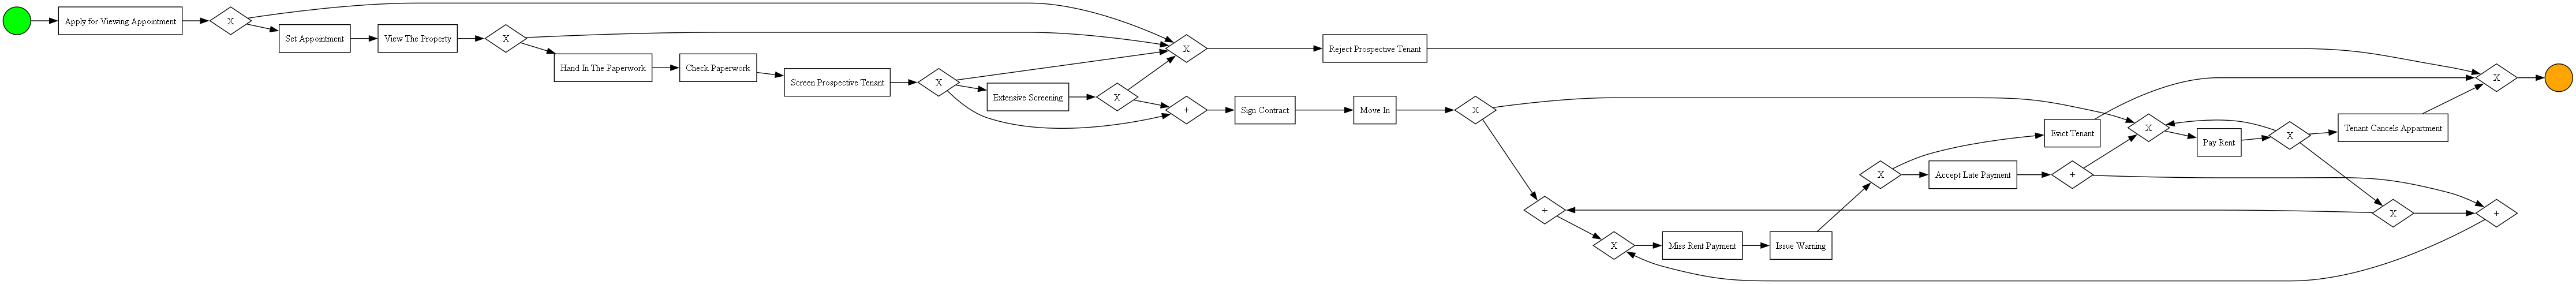 Apply for Viewing Appointment
X
Set Appointment
View The Property
X
Hand In The Paperwork
Check Paperwork
Screen Prospective Tenant
X
Extensive Screening
X
X
+
Reject Prospective Tenant
Sign Contract
Move In
X
+
X
Miss Rent Payment
Issue Warning
X
Evict Tenant
Accept Late Payment
+
X
Pay Rent
X
Tenant Cancels Appartment
X
+
X